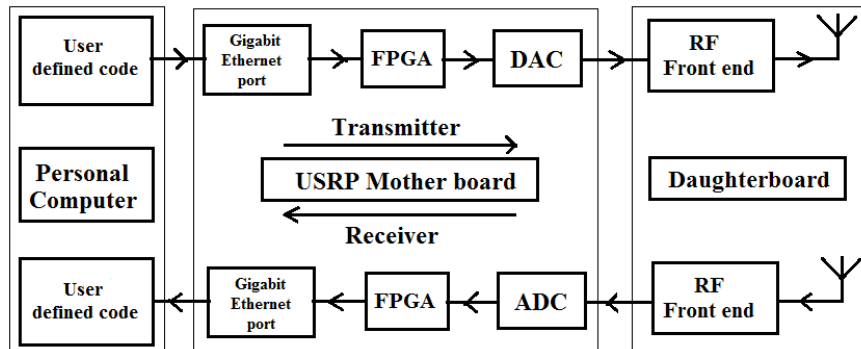 User
defined code
Gigabit
Ethernet
port
FPGA
DAC
RF
Front end
Transmitter
Personal
Computer
USRP Mother board
Daughterboard
Receiver
User
defined code
Gigabit
Ethernet
port
FPGA
ADC
RF
Front end